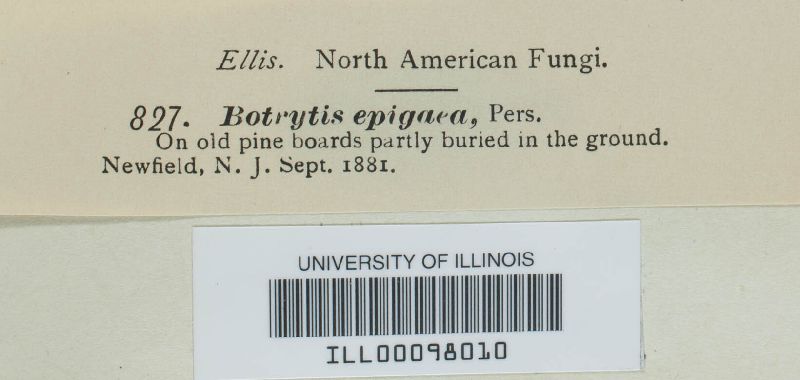 Ellis. North American Fungi.
827. Botrytis epigaea, Pers.
On old pine boards partly buried in the ground.
Newfield, N. J. Sept. 1881.
UNIVERSITY OF ILLINOIS
ILL00098010